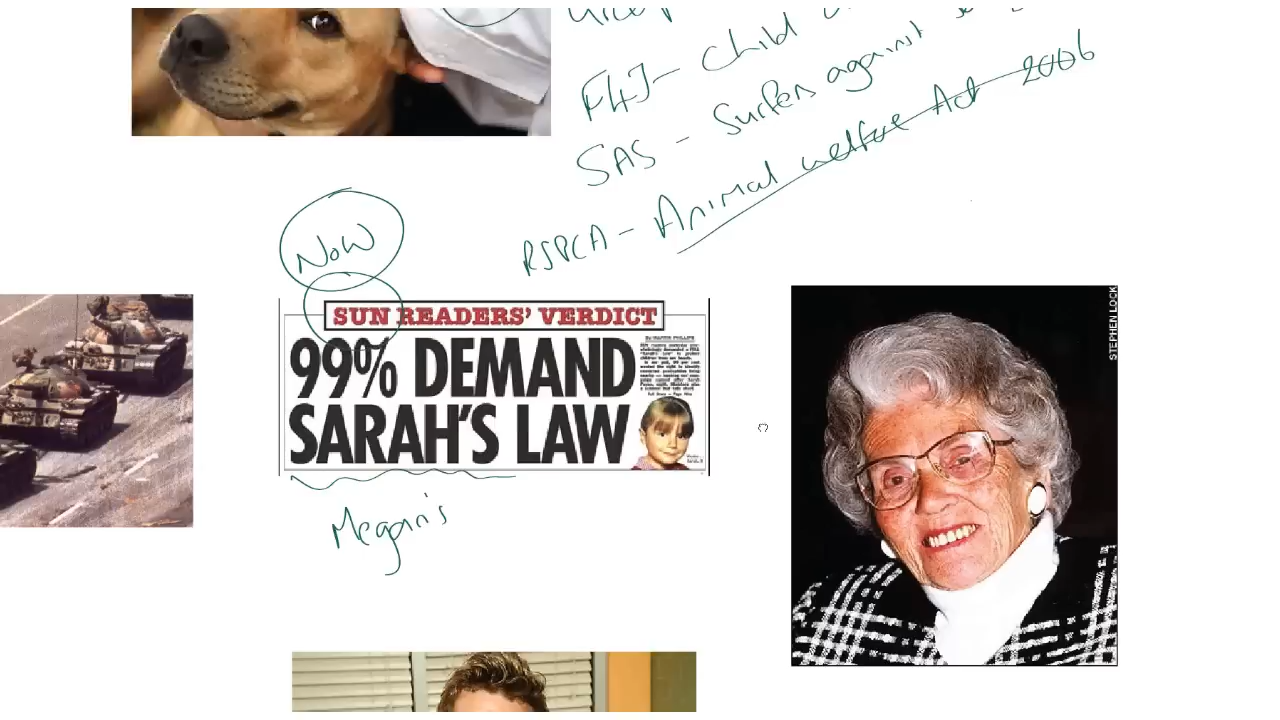 F4J - Child
SAS - Surfers against
RSPCA - Animal welfare Act 2006
Now
SUN READERS' VERDICT
99% DEMAND
SARAH'S LAW
Megan's
STEPHEN LOCK